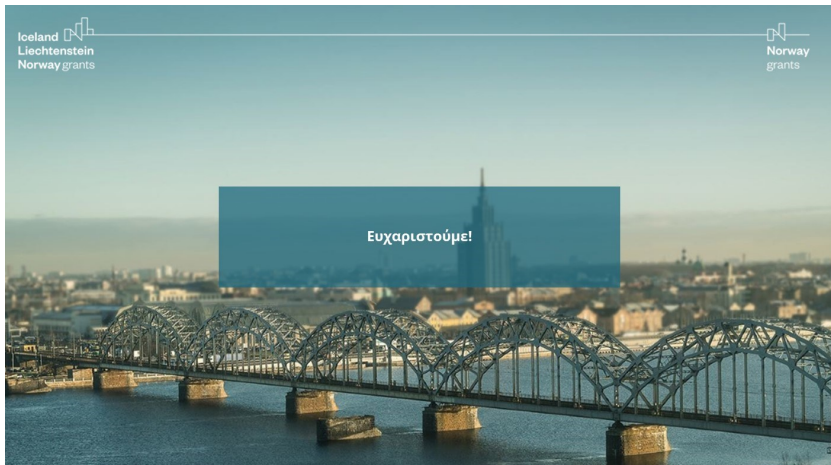 Iceland
Liechtenstein
Norway grants
Norway
grants
Ευχαριστούμε!